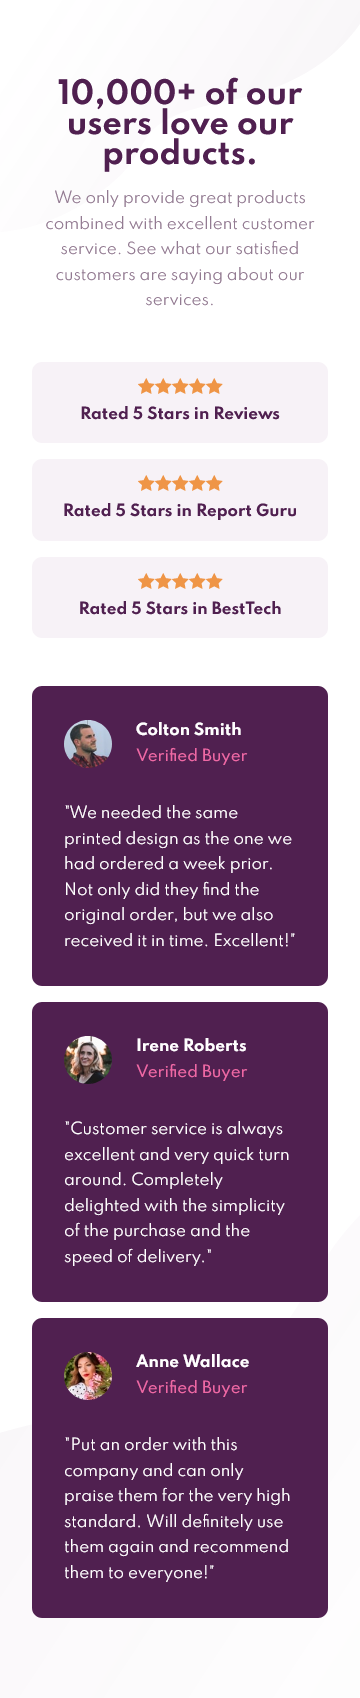 10,000+ of our
users love our
products.
We only provide great products
combined with excellent customer
service. See what our satisfied
customers are saying about our
services.
Rated 5 Stars in Reviews
Rated 5 Stars in Report Guru
Rated 5 Stars in BestTech
Colton Smith
Verified Buyer
"We needed the same
printed design as the one we
had ordered a week prior.
Not only did they find the
original order, but we also
received it in time. Excellent!"
Irene Roberts
Verified Buyer
"Customer service is always
excellent and very quick turn
around. Completely
delighted with the simplicity
of the purchase and the
speed of delivery."
Anne Wallace
Verified Buyer
"Put an order with this
company and can only
praise them for the very high
standard. Will definitely use
them again and recommend
them to everyone!"